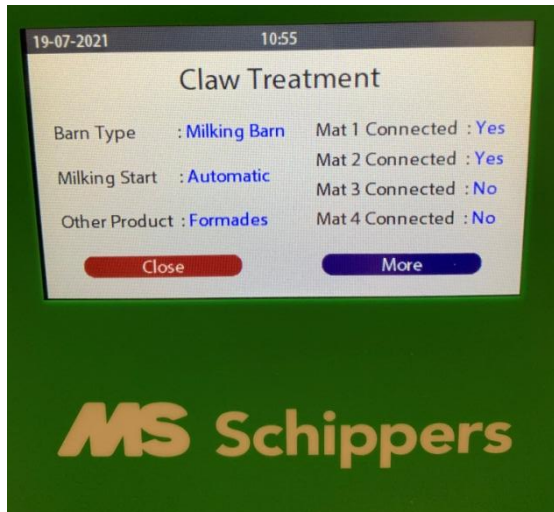 19-07-2021 10:55
Claw Treatment
Barn Type : Milking Barn
Milking Start : Automatic
Other Product : Formades
Mat 1 Connected : Yes
Mat 2 Connected : Yes
Mat 3 Connected : No
Mat 4 Connected : No
Close
More
MS Schippers